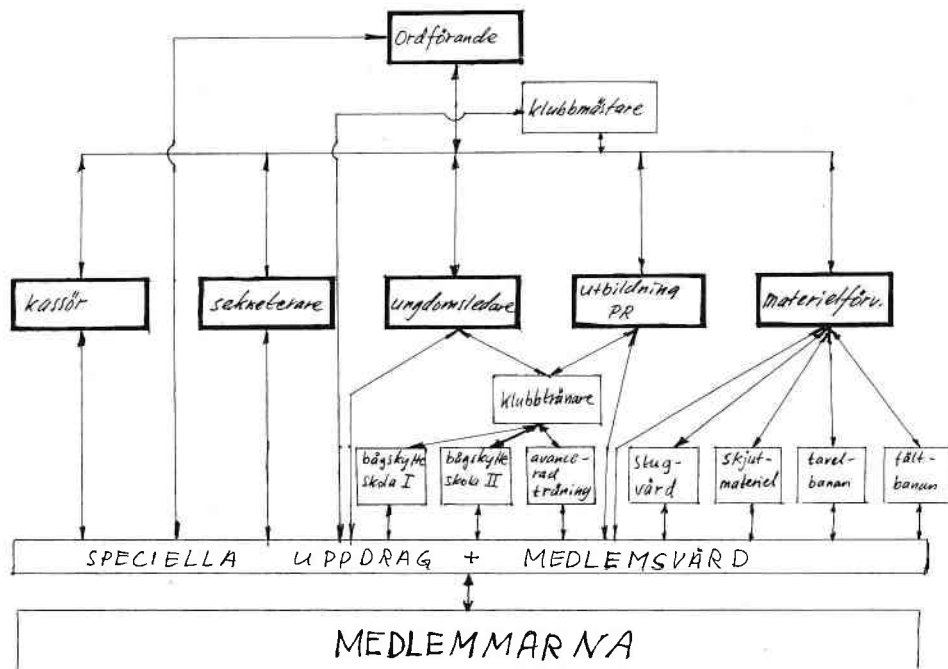 Ordförande
klubbmästare
kassör
sekreterare
ungdomsledare
utbildning
PR
materielförv.
klubbtränare
bågskytte
skola I
bågskytte
skola II
avance-
rad
träning
stug-
vård
skjut-
materiel
tavel-
banan
fält-
banan
SPECIELLA UPPDRAG + MEDLEMSVÅRD
MEDLEMMARNA